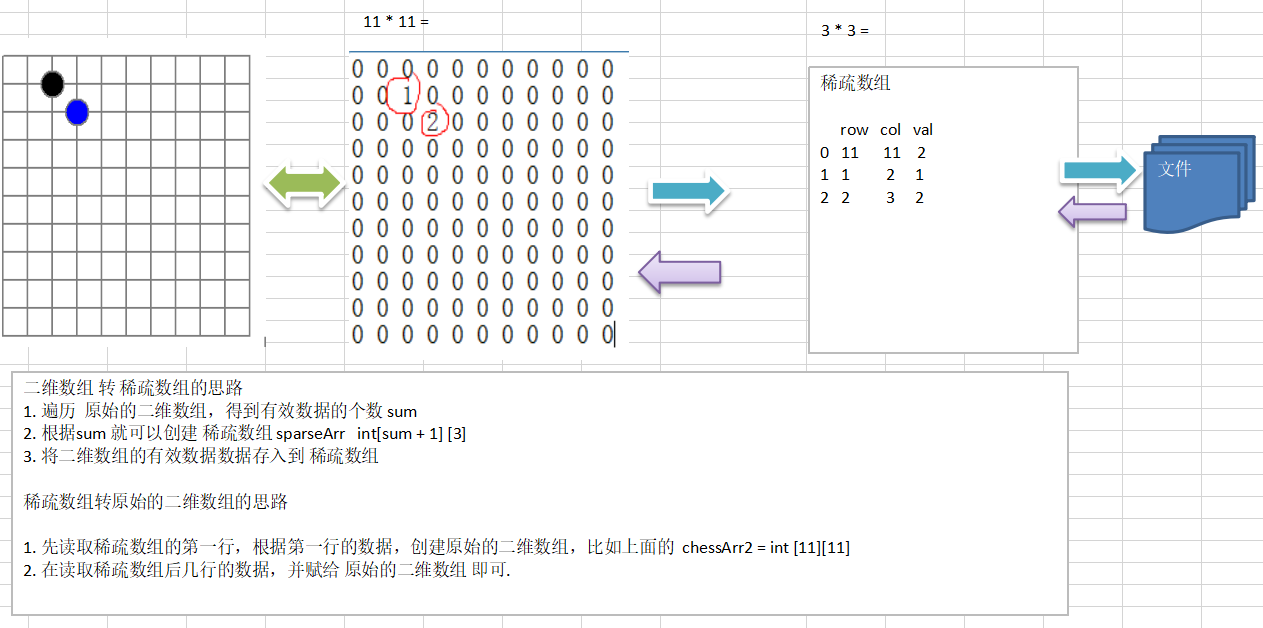 11 * 11 =
3 * 3 =
0 0 0 0 0 0 0 0 0 0 0
0 0 1 0 0 0 0 0 0 0 0
0 0 0 2 0 0 0 0 0 0 0
0 0 0 0 0 0 0 0 0 0 0
0 0 0 0 0 0 0 0 0 0 0
0 0 0 0 0 0 0 0 0 0 0
0 0 0 0 0 0 0 0 0 0 0
0 0 0 0 0 0 0 0 0 0 0
0 0 0 0 0 0 0 0 0 0 0
0 0 0 0 0 0 0 0 0 0 0
0 0 0 0 0 0 0 0 0 0 0
稀疏数组
row col val
0 11 11 2
1 1 2 1
2 2 3 2
文件
二维数组 转 稀疏数组的思路
1. 遍历 原始的二维数组，得到有效数据的个数 sum
2. 根据sum 就可以创建 稀疏数组 sparseArr int[sum + 1] [3]
3. 将二维数组的有效数据数据存入到 稀疏数组
稀疏数组转原始的二维数组的思路
1. 先读取稀疏数组的第一行，根据第一行的数据，创建原始的二维数组，比如上面的 chessArr2 = int [11][11]
2. 在读取稀疏数组后几行的数据，并赋给 原始的二维数组 即可.